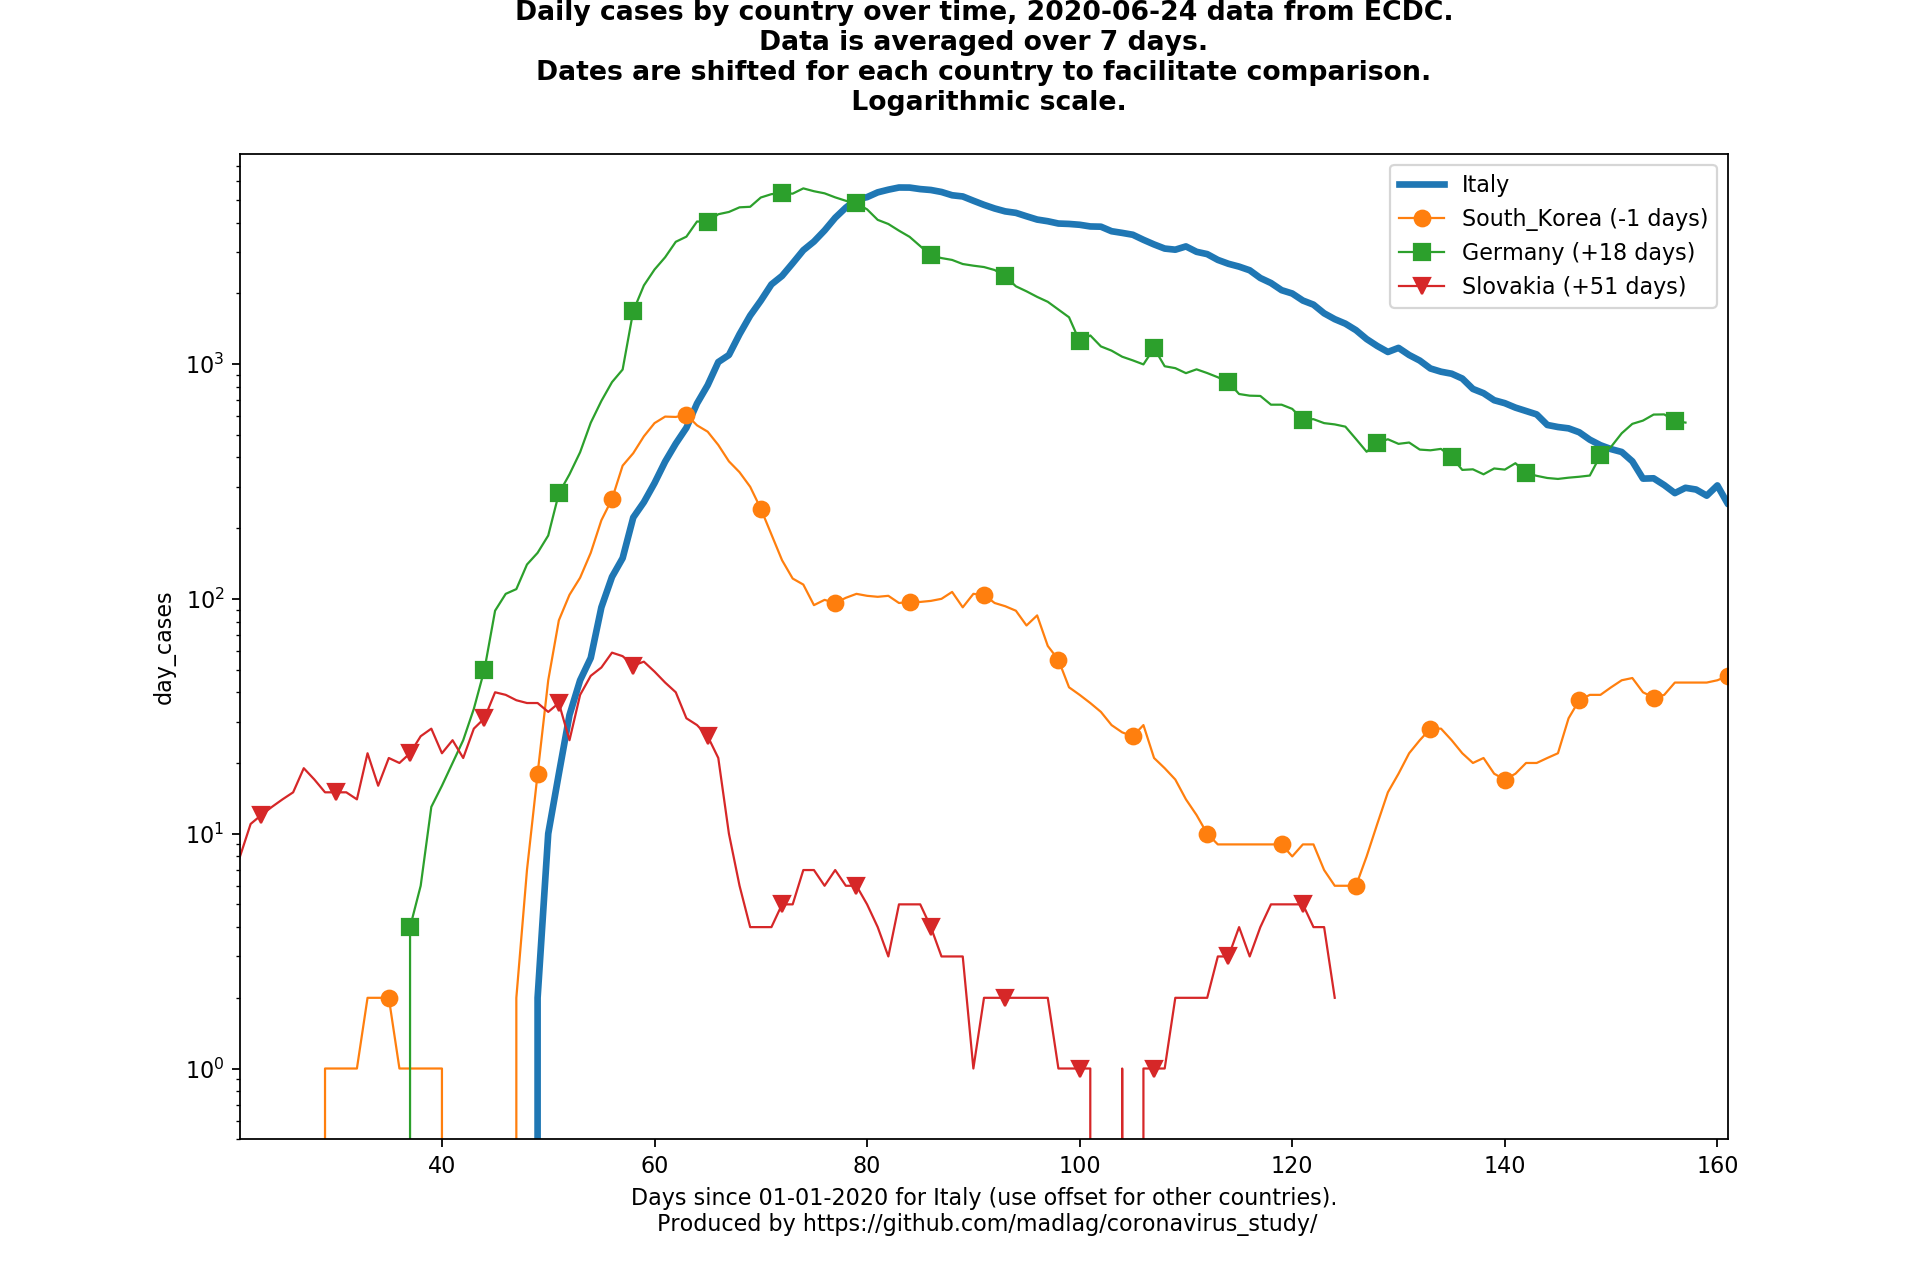 Daily cases by country over time, 2020-06-24 data from ECDC.
Data is averaged over 7 days.
Dates are shifted for each country to facilitate comparison.
Logarithmic scale.
Italy
South_Korea (-1 days)
Germany (+18 days)
Slovakia (+51 days)
day_cases
10³
10²
10¹
10⁰
40 60 80 100 120 140 160
Days since 01-01-2020 for Italy (use offset for other countries).
Produced by https://github.com/madlag/coronavirus_study/